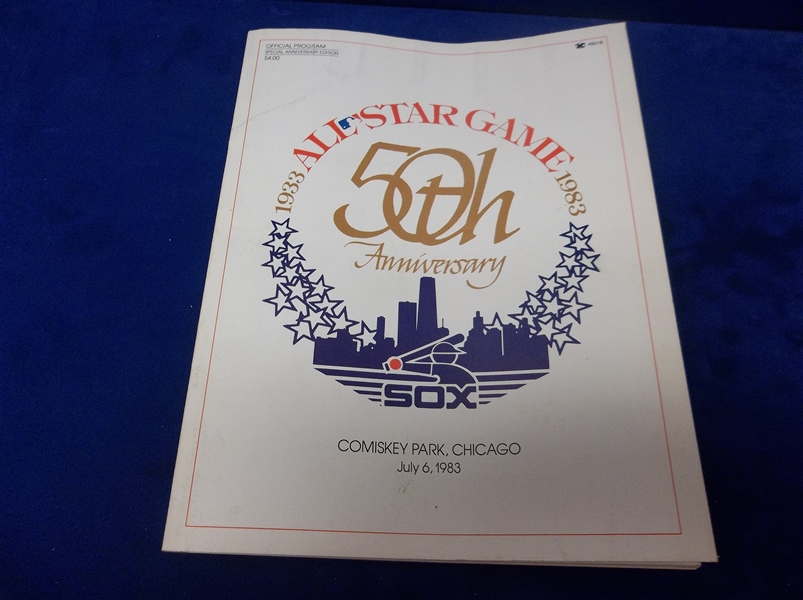 OFFICIAL PROGRAM
SPECIAL ANNIVERSARY EDITION
$4.00
ALL STAR GAME
1933
1983
50th
Anniversary
SOX
COMISKEY PARK, CHICAGO
July 6, 1983